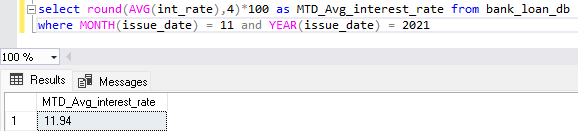 select round(AVG(int_rate),4)*100 as MTD_Avg_interest_rate from bank_loan_db
where MONTH(issue_date) = 11 and YEAR(issue_date) = 2021
100 %
Results Messages
MTD_Avg_interest_rate
1 11.94